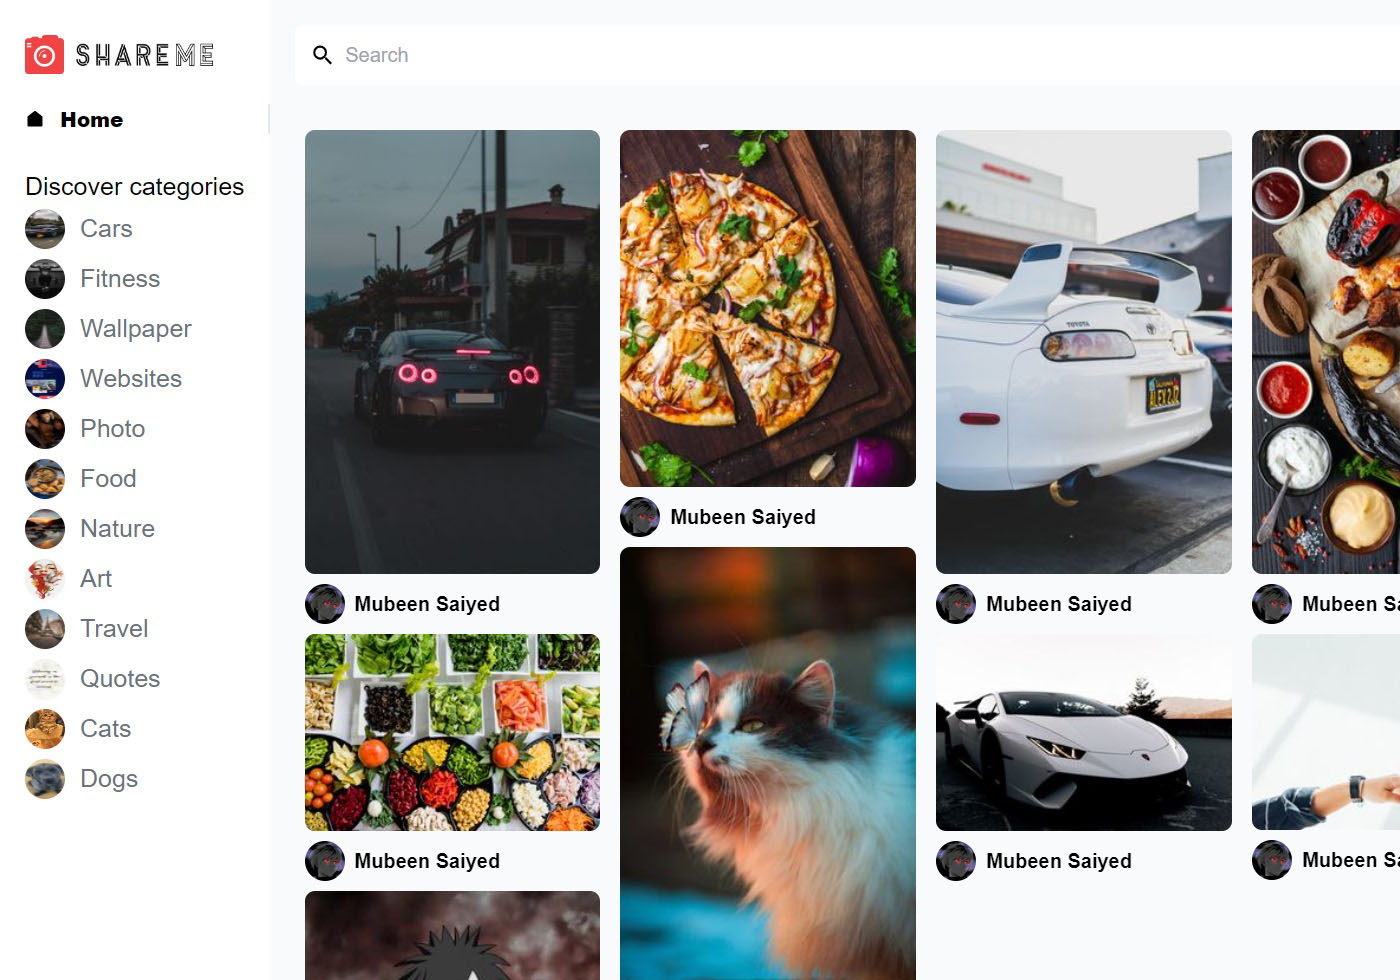 SHAREME
Search
Home
Discover categories
Cars
Fitness
Wallpaper
Websites
Photo
Food
Nature
Art
Travel
Quotes
Cats
Dogs
TOYOTA
Mubeen Saiyed
Mubeen Saiyed
Mubeen Saiyed
Mubeen Sa
Mubeen Saiyed
Mubeen Saiyed
Mubeen Sa